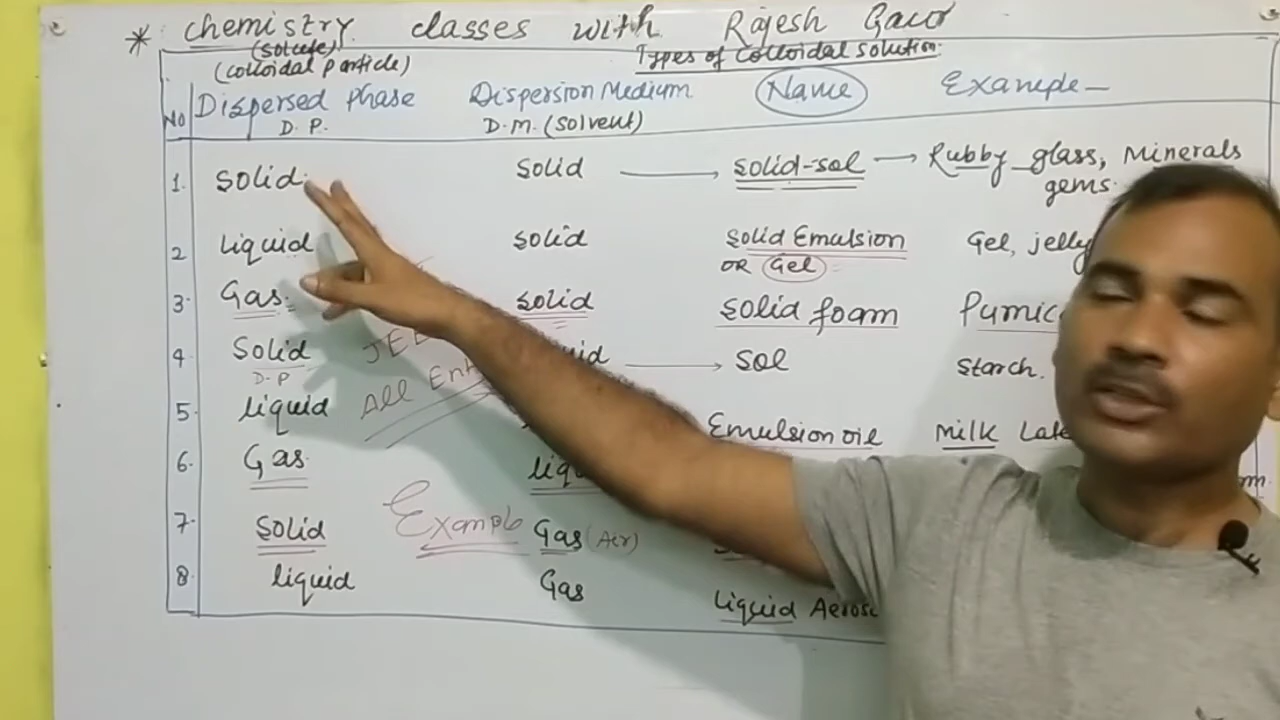 * Chemistry classes with Rajesh Gaur
(solute)
(colloidal particle)
Types of Colloidal solution:
No Dispersed Phase Dispersion Medium Name Example
D.P. D.M. (solvent)
1. Solid Solid solid-sol Rubby glass, Minerals
gems.
2 liquid Solid Solid Emulsion Gel, jelly
OR Gel
3. Gas Solid Solid foam
4 Solid Sol Starch.
D.P
JEE
All
5. liquid Emulsion oil Milk
6. Gas
7. Solid Example Gas (Aer)
8 liquid Gas liquid